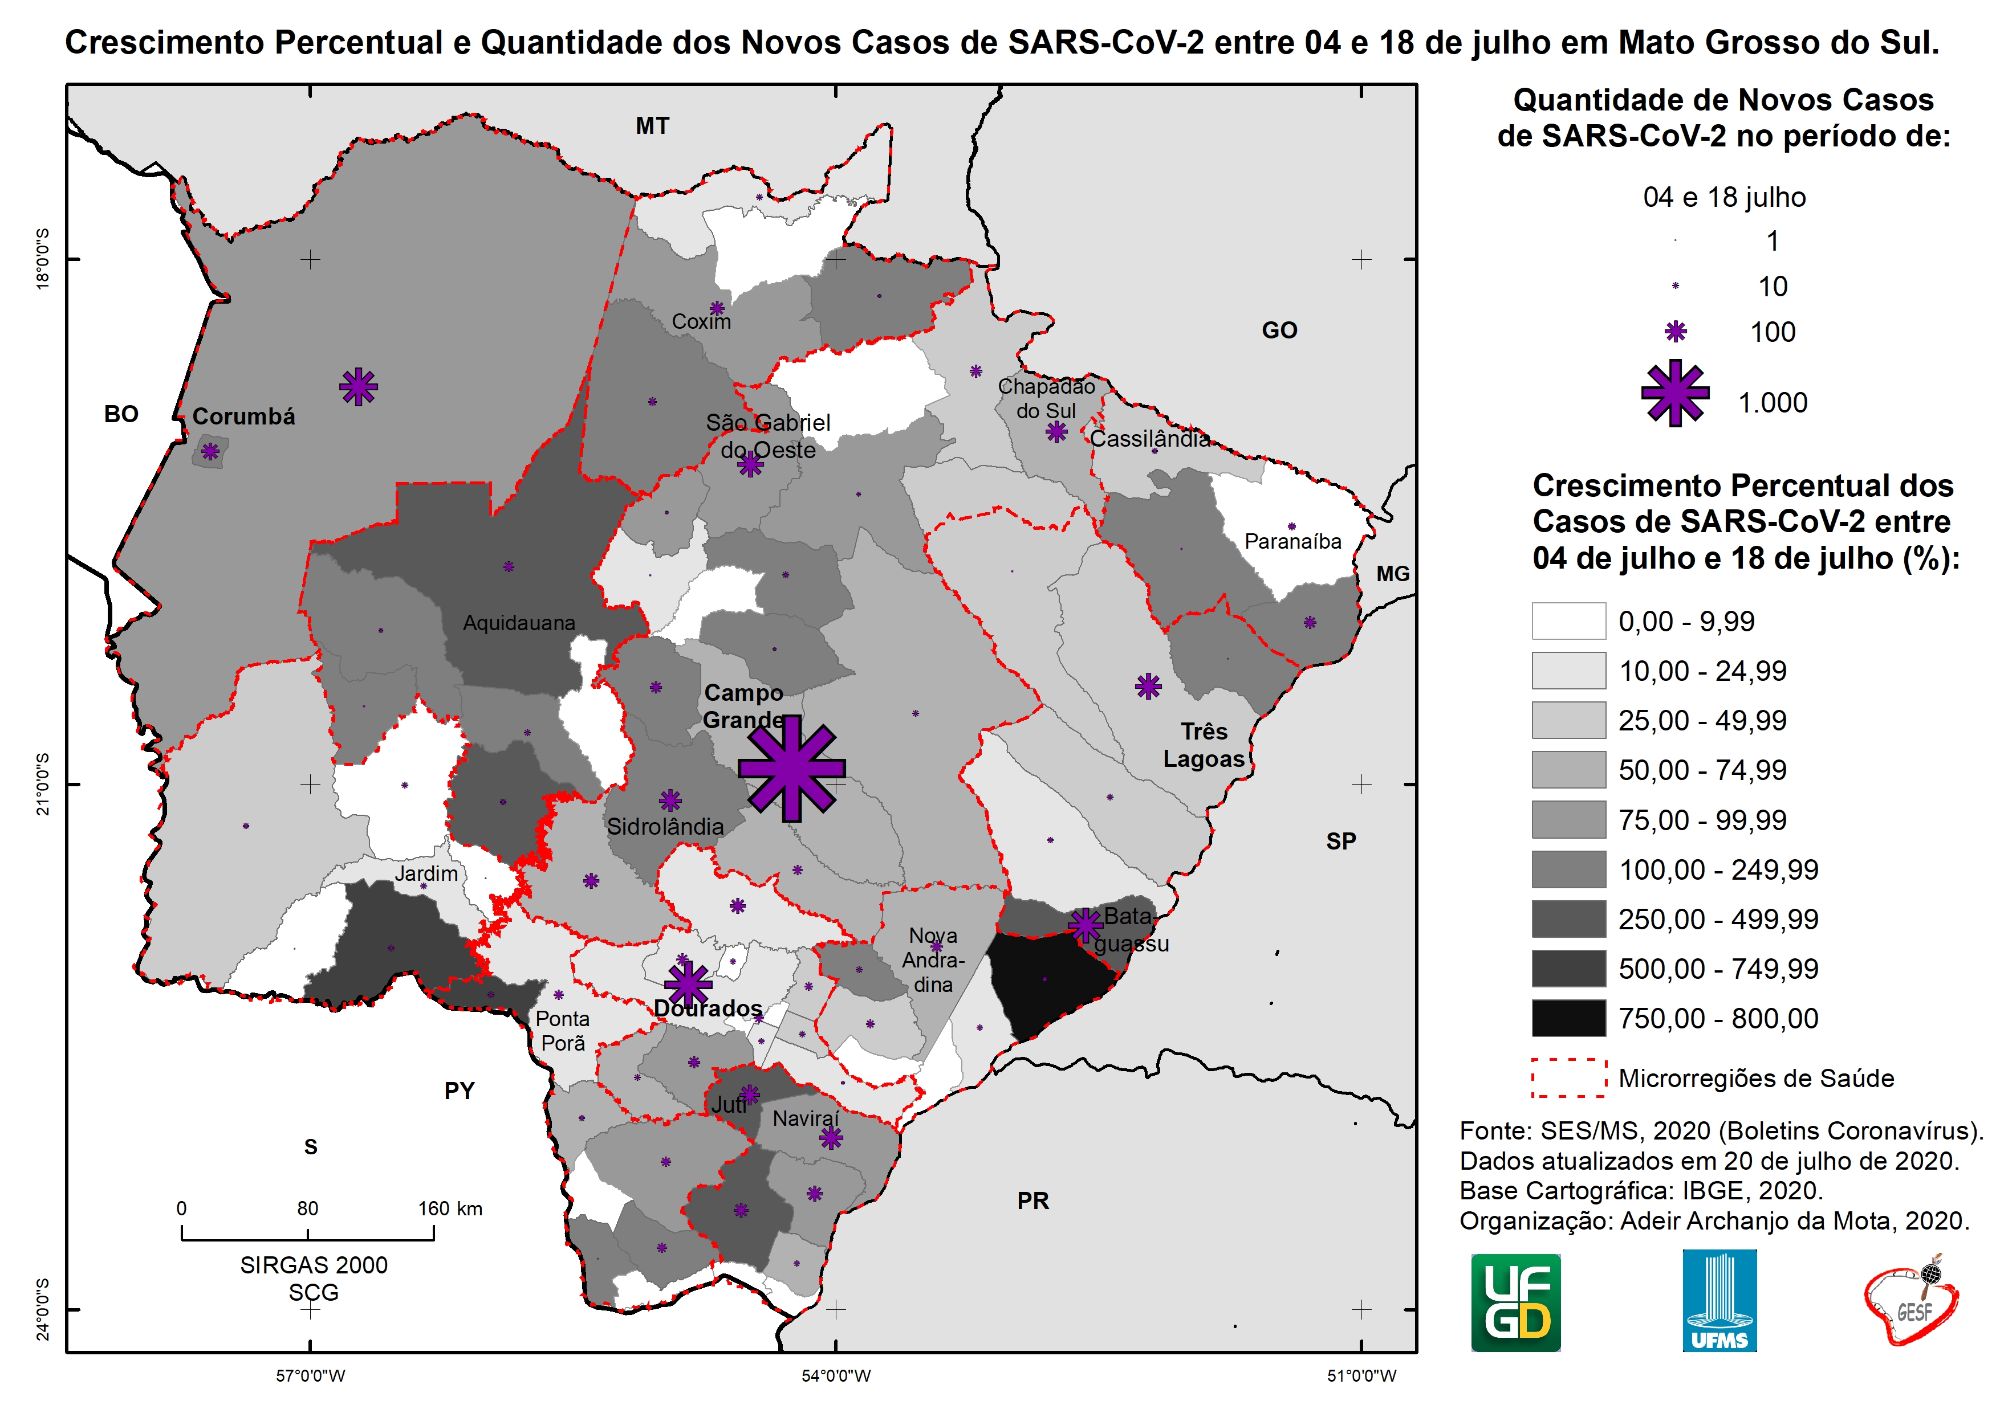 Crescimento Percentual e Quantidade dos Novos Casos de SARS-CoV-2 entre 04 e 18 de julho em Mato Grosso do Sul.
MT
GO
BO
MG
SP
PY
PR
S
18°0'0"S
21°0'0"S
24°0'0"S
57°0'0"W
54°0'0"W
51°0'0"W
Coxim
Corumbá
São Gabriel
do Oeste
Chapadão
do Sul
Cassilândia
Paranaíba
Aquidauana
Campo
Grande
Três
Lagoas
Sidrolândia
Jardim
Bata-
guassu
Nova
Andra-
dina
Dourados
Ponta
Porã
Juti
Naviraí
0
80
160 km
SIRGAS 2000
SCG
Quantidade de Novos Casos
de SARS-CoV-2 no período de:
04 e 18 julho
1
10
100
1.000
Crescimento Percentual dos
Casos de SARS-CoV-2 entre
04 de julho e 18 de julho (%):
0,00 - 9,99
10,00 - 24,99
25,00 - 49,99
50,00 - 74,99
75,00 - 99,99
100,00 - 249,99
250,00 - 499,99
500,00 - 749,99
750,00 - 800,00
Microrregiões de Saúde
Fonte: SES/MS, 2020 (Boletins Coronavírus).
Dados atualizados em 20 de julho de 2020.
Base Cartográfica: IBGE, 2020.
Organização: Adeir Archanjo da Mota, 2020.
UF
GD
UFMS
GESF